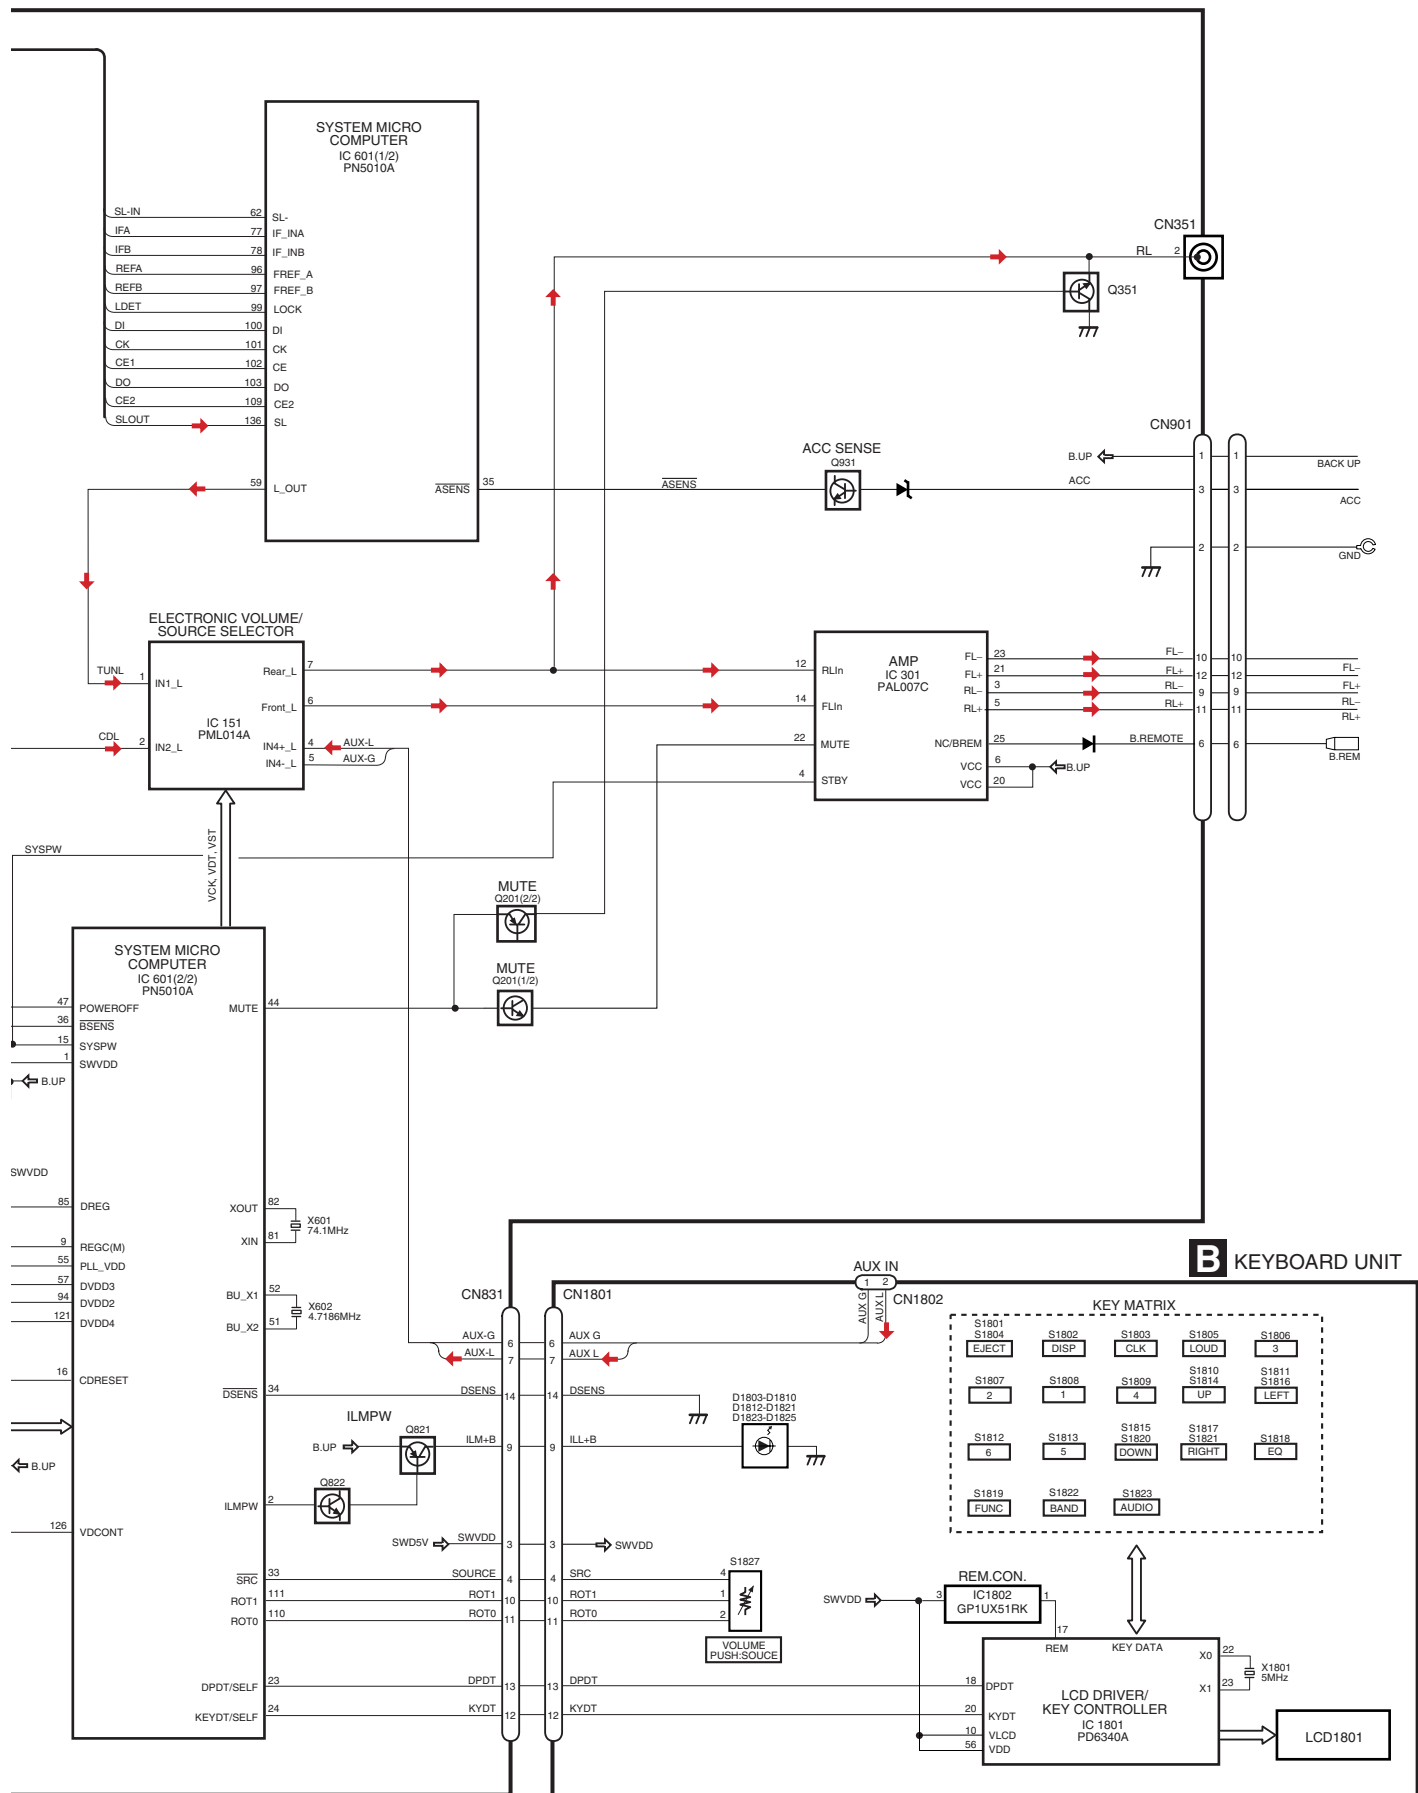 SYSTEM MICRO
COMPUTER
IC 601(1/2)
PN5010A
SL-IN 62 SL-
IFA 77 IF_INA
IFB 78 IF_INB
REFA 96 FREF_A
REFB 97 FREF_B
LDET 99 LOCK
DI 100 DI
CK 101 CK
CE1 102 CE
DO 103 DO
CE2 109 CE2
SLOUT 136 SL
59 L_OUT
ASENS 35 ASENS
ACC SENSE
Q931
CN351
RL 2
Q351
CN901
B.UP 1 1 BACK UP
ACC 3 3 ACC
2 2 GND
ELECTRONIC VOLUME/
SOURCE SELECTOR
TUNL 1 IN1_L
CDL 2 IN2_L
IC 151
PML014A
Rear_L 7
Front_L 6
IN4+_L 4 AUX-L
IN4-_L 5 AUX-G
AMP
IC 301
PAL007C
12 RLIn
14 FLIn
22 MUTE
4 STBY
FL– 23 FL– 10 10 FL–
FL+ 21 FL+ 12 12 FL+
RL– 3 RL– 9 9 RL–
RL+ 5 RL+ 11 11 RL+
NC/BREM 25 B.REMOTE 6 6 B.REM
VCC 6 B.UP
VCC 20
SYSPW
VCK, VDT, VST
MUTE
Q201(2/2)
MUTE
Q201(1/2)
SYSTEM MICRO
COMPUTER
IC 601(2/2)
PN5010A
47 POWEROFF
36 BSENS
15 SYSPW
1 SWVDD
B.UP
SWVDD
85 DREG
9 REGC(M)
55 PLL_VDD
57 DVDD3
94 DVDD2
121 DVDD4
16 CDRESET
B.UP
126 VDCONT
MUTE 44
XOUT 82
X601
74.1MHz
XIN 81
BU_X1 52
X602
4.7186MHz
BU_X2 51
DSENS 34
ILMPW 2
SRC 33
ROT1 111
ROT0 110
DPDT/SELF 23
KEYDT/SELF 24
ILMPW
Q821
B.UP
Q822
SWD5V
CN831
CN1801
AUX-G 6 6 AUX G
AUX-L 7 7 AUX L
DSENS 14 14 DSENS
ILM+B 9 9 ILL+B
SWVDD 3 3 SWVDD
SOURCE 4 4 SRC 4
ROT1 10 10 ROT1 1
ROT0 11 11 ROT0 2
DPDT 13 13 DPDT
KYDT 12 12 KYDT
D1803-D1810
D1812-D1821
D1823-D1825
S1827
VOLUME
PUSH:SOUCE
B KEYBOARD UNIT
AUX IN
1 2
CN1802
AUX G
AUX L
KEY MATRIX
S1801
S1804
EJECT
S1802
DISP
S1803
CLK
S1805
LOUD
S1806
3
S1807
2
S1808
1
S1809
4
S1810
S1814
UP
S1811
S1816
LEFT
S1812
6
S1813
5
S1815
S1820
DOWN
S1817
S1821
RIGHT
S1818
EQ
S1819
FUNC
S1822
BAND
S1823
AUDIO
REM.CON.
SWVDD 3 IC1802 1
GP1UX51RK
17
REM
KEY DATA
X0 22
X1801
5MHz
X1 23
18 DPDT
20 KYDT
10 VLCD
56 VDD
LCD DRIVER/
KEY CONTROLLER
IC 1801
PD6340A
LCD1801